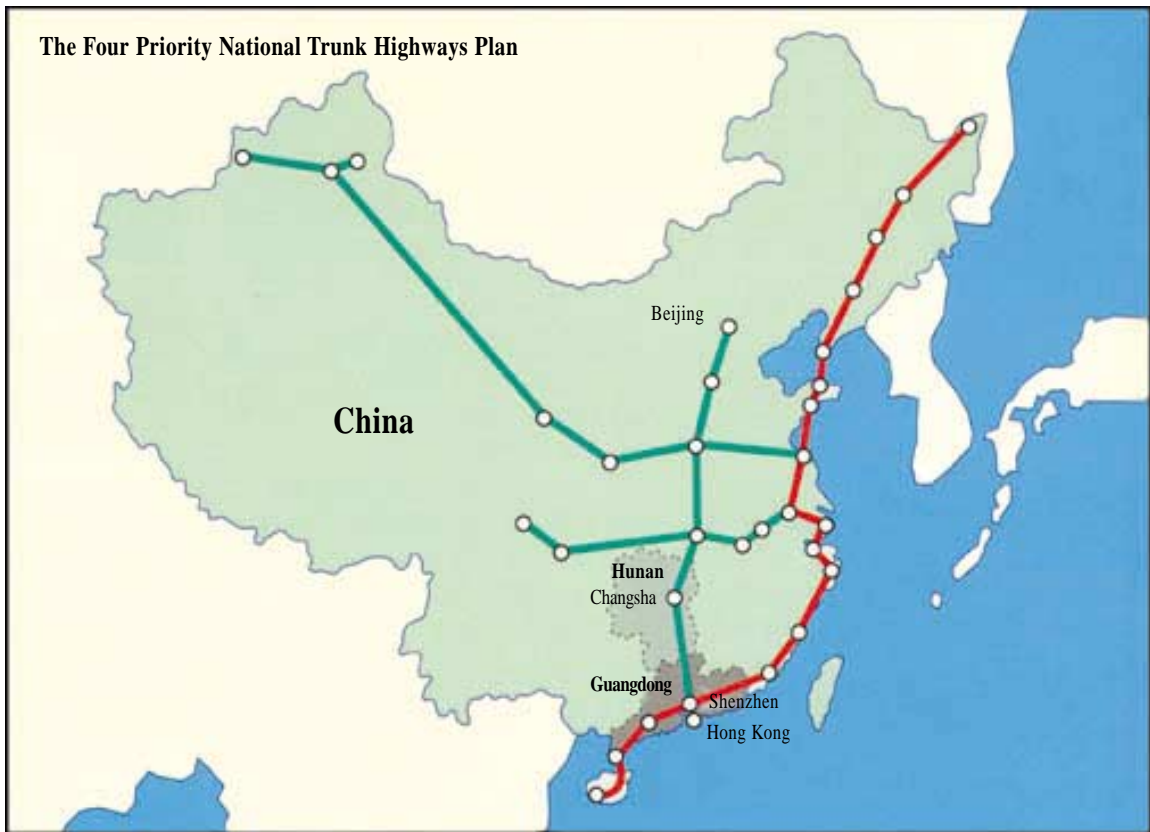 The Four Priority National Trunk Highways Plan
Beijing
China
Hunan
Changsha
Guangdong
Shenzhen
Hong Kong